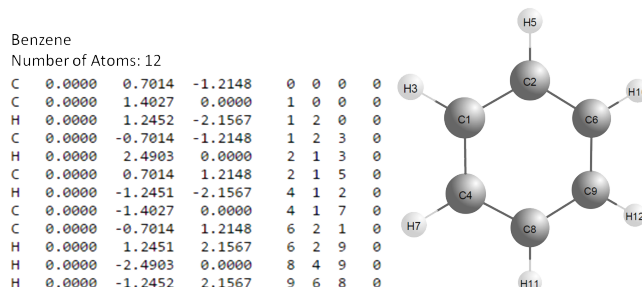 Benzene
Number of Atoms: 12
C 0.0000 0.7014 -1.2148 0 0 0 0
C 0.0000 1.4027 0.0000 1 0 0 0
H 0.0000 1.2452 -2.1567 1 2 0 0
C 0.0000 -0.7014 -1.2148 1 2 3 0
H 0.0000 2.4903 0.0000 2 1 3 0
C 0.0000 0.7014 1.2148 2 1 5 0
H 0.0000 -1.2451 -2.1567 4 1 2 0
C 0.0000 -1.4027 0.0000 4 1 7 0
C 0.0000 -0.7014 1.2148 6 2 1 0
H 0.0000 1.2451 2.1567 6 2 9 0
H 0.0000 -2.4903 0.0000 8 4 9 0
H 0.0000 -1.2452 2.1567 9 6 8 0
H5
C2
H3
C1
C6
C4
C9
H7
C8
H12
H11